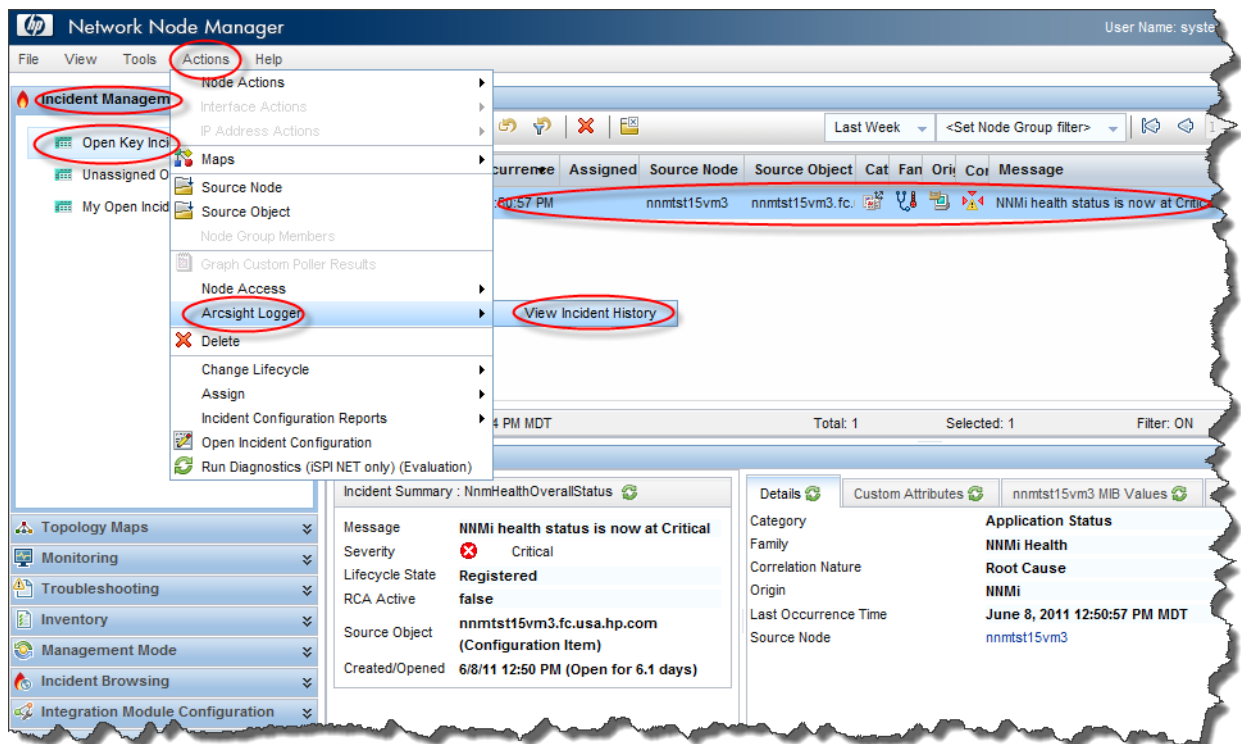 hp Network Node Manager
User Name: syste
File View Tools Actions Help
Incident Managem
Open Key Inci
Unassigned O
My Open Incid
Node Actions
Interface Actions
IP Address Actions
Maps
Source Node
Source Object
Node Group Members
Graph Custom Poller Results
Node Access
Arcsight Logger
View Incident History
Delete
Change Lifecycle
Assign
Incident Configuration Reports
Open Incident Configuration
Run Diagnostics (iSPI NET only) (Evaluation)
Last Week <Set Node Group filter> 1
currence Assigned Source Node Source Object Cat Fan Orig Cor Message
:50:57 PM nnmtst15vm3 nnmtst15vm3.fc. NNMi health status is now at Critic
4 PM MDT Total: 1 Selected: 1 Filter: ON
Topology Maps
Monitoring
Troubleshooting
Inventory
Management Mode
Incident Browsing
Integration Module Configuration
Incident Summary : NnmHealthOverallStatus
Message NNMi health status is now at Critical
Severity Critical
Lifecycle State Registered
RCA Active false
Source Object nnmtst15vm3.fc.usa.hp.com
(Configuration Item)
Created/Opened 6/8/11 12:50 PM (Open for 6.1 days)
Details Custom Attributes nnmtst15vm3 MIB Values
Category Application Status
Family NNMi Health
Correlation Nature Root Cause
Origin NNMi
Last Occurrence Time June 8, 2011 12:50:57 PM MDT
Source Node nnmtst15vm3